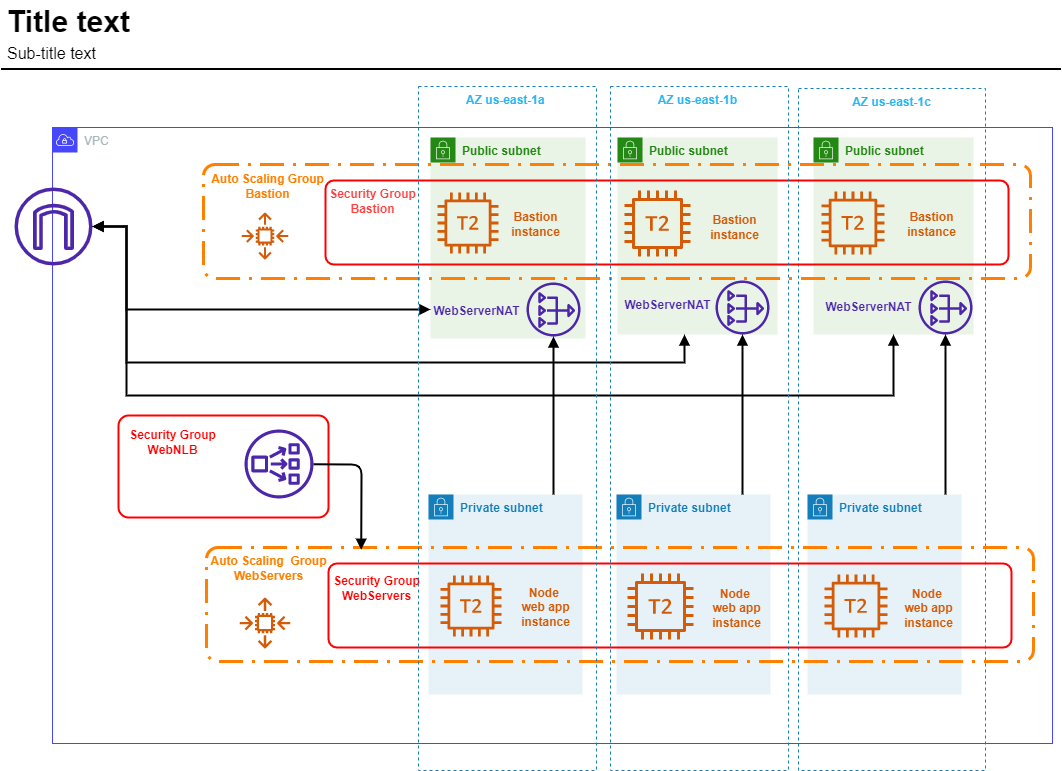 Title text
Sub-title text
AZ us-east-1a
AZ us-east-1b
AZ us-east-1c
VPC
Public subnet
Public subnet
Public subnet
Auto Scaling Group
Bastion
Security Group
Bastion
T2
Bastion
instance
T2
Bastion
instance
T2
Bastion
instance
WebServerNAT
WebServerNAT
WebServerNAT
Security Group
WebNLB
Private subnet
Private subnet
Private subnet
Auto Scaling  Group
WebServers
Security Group
WebServers
T2
Node
web app
instance
T2
Node
web app
instance
T2
Node
web app
instance